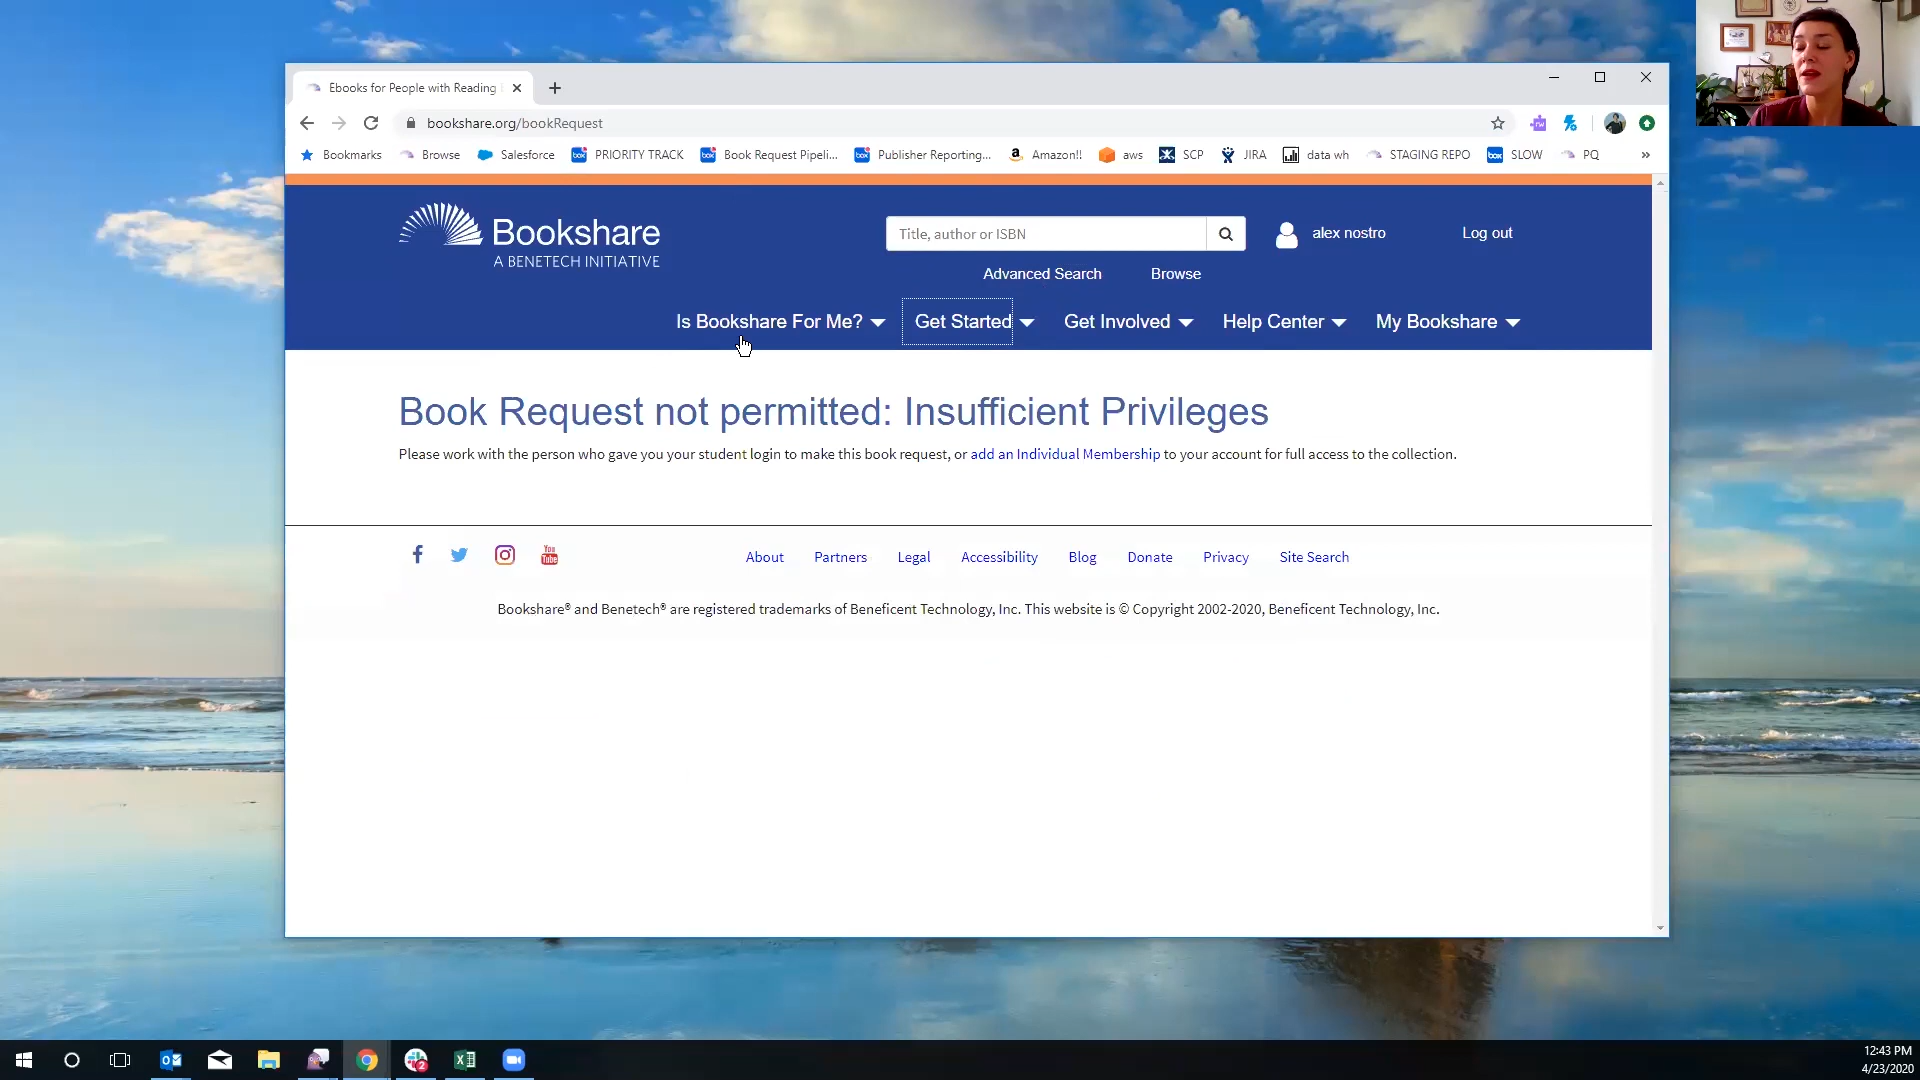 Ebooks for People with Reading
bookshare.org/bookRequest
Bookmarks Browse Salesforce PRIORITY TRACK Book Request Pipeli... Publisher Reporting... Amazon!! aws SCP JIRA data wh STAGING REPO SLOW PQ »
Bookshare
A BENETECH INITIATIVE
Title, author or ISBN
alex nostro
Log out
Advanced Search Browse
Is Bookshare For Me? Get Started Get Involved Help Center My Bookshare
Book Request not permitted: Insufficient Privileges
Please work with the person who gave you your student login to make this book request, or add an Individual Membership to your account for full access to the collection.
You Tube
About Partners Legal Accessibility Blog Donate Privacy Site Search
Bookshare® and Benetech® are registered trademarks of Beneficent Technology, Inc. This website is © Copyright 2002-2020, Beneficent Technology, Inc.
12:43 PM
4/23/2020